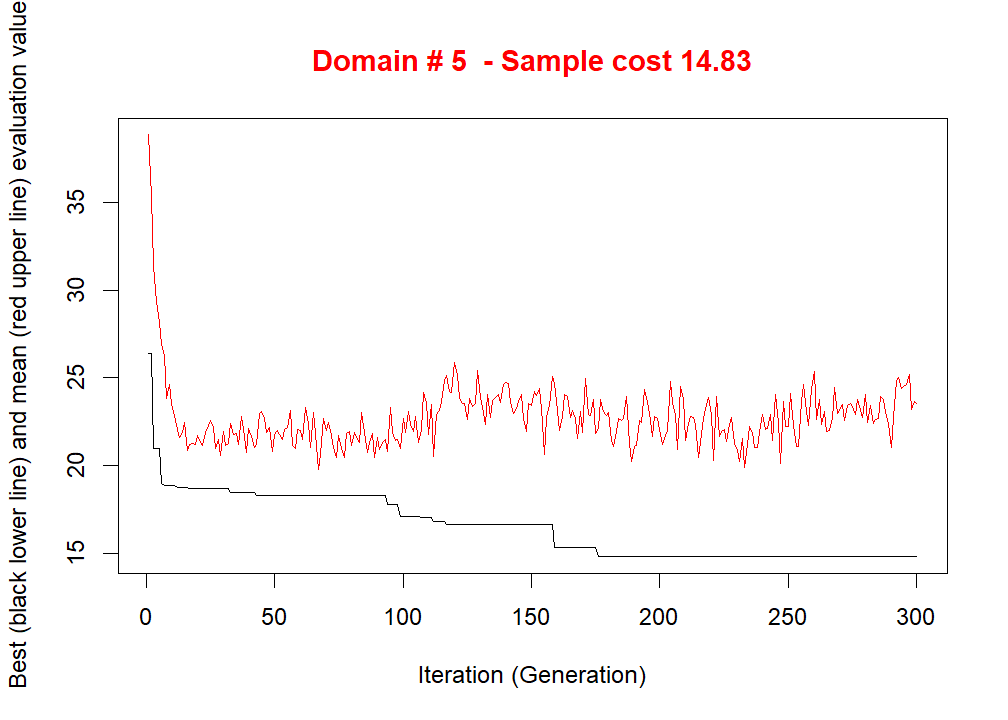 Domain # 5  - Sample cost 14.83
Best (black lower line) and mean (red upper line) evaluation value
35
30
25
20
15
0 50 100 150 200 250 300
Iteration (Generation)